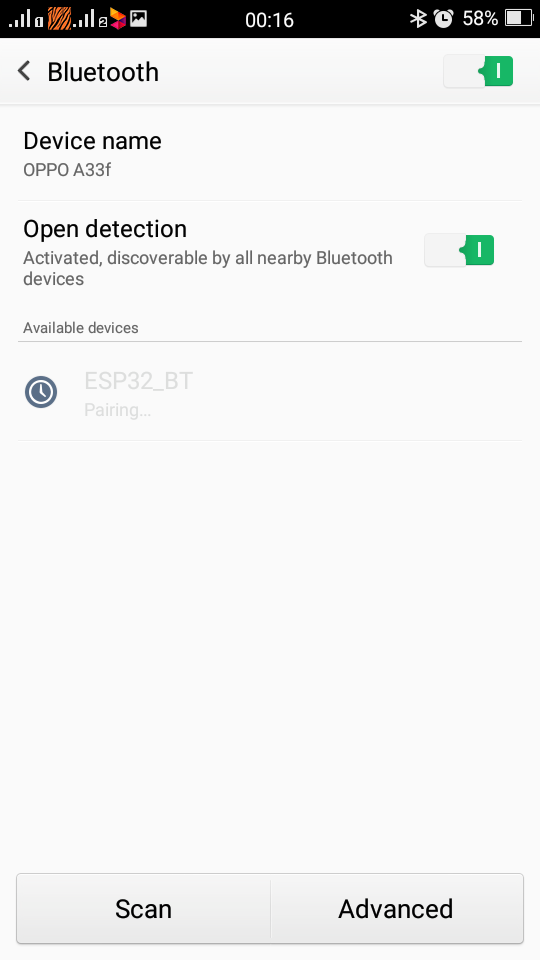 1 2 00:16 58%
Bluetooth
Device name
OPPO A33f
Open detection
Activated, discoverable by all nearby Bluetooth
devices
Available devices
ESP32_BT
Pairing...
Scan Advanced